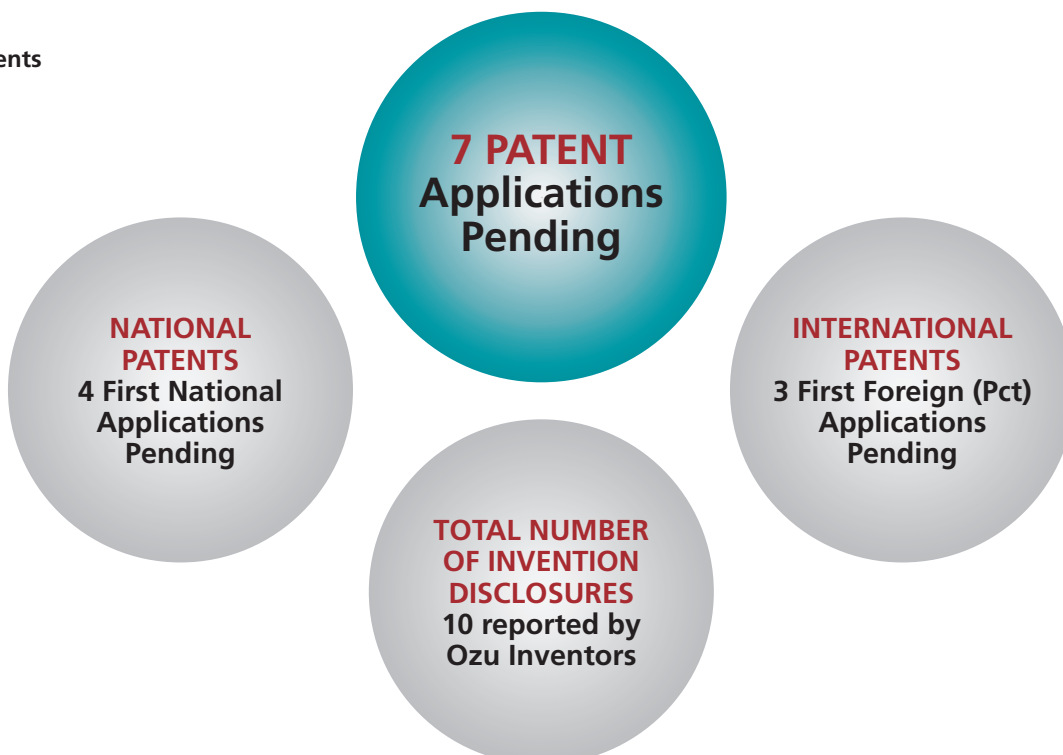 7 PATENT
Applications
Pending
NATIONAL
PATENTS
4 First National
Applications
Pending
INTERNATIONAL
PATENTS
3 First Foreign (Pct)
Applications
Pending
TOTAL NUMBER
OF INVENTION
DISCLOSURES
10 reported by
Ozu Inventors